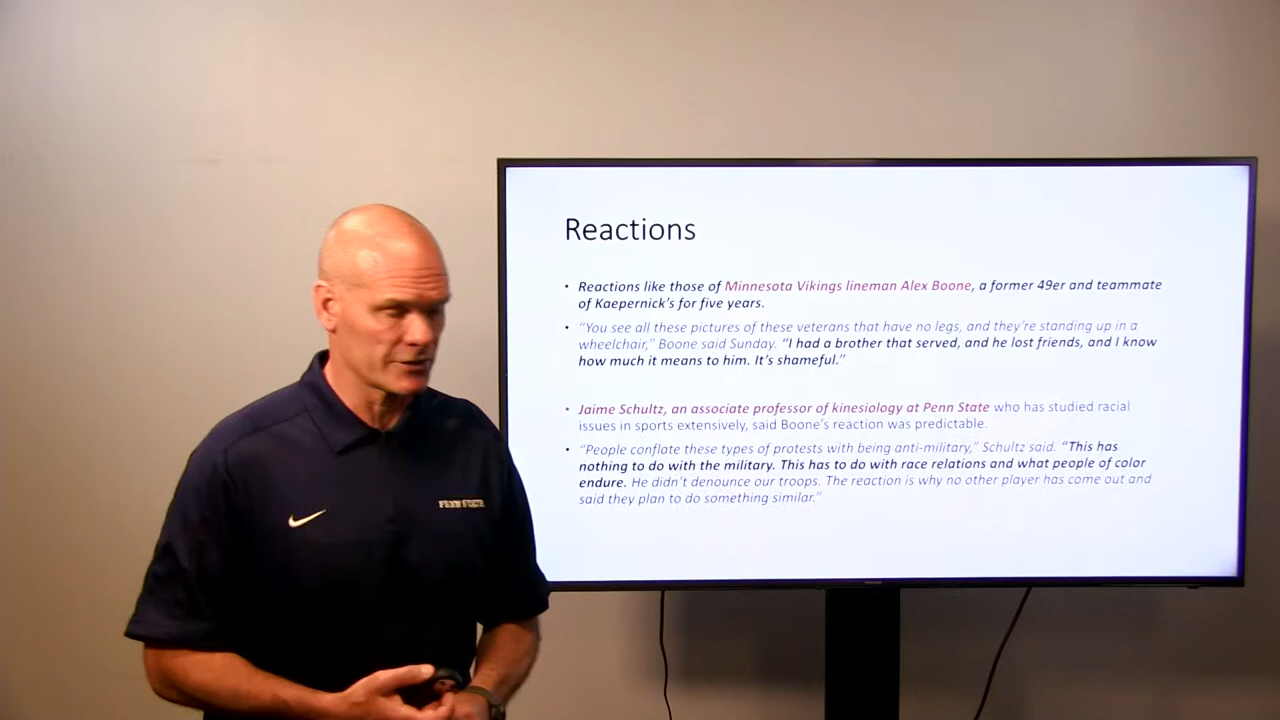 Reactions
• Reactions like those of Minnesota Vikings lineman Alex Boone, a former 49er and teammate
of Kaepernick's for five years.
• “You see all these pictures of these veterans that have no legs, and they're standing up in a
wheelchair,” Boone said Sunday. “I had a brother that served, and he lost friends, and I know
how much it means to him. It's shameful.”
• Jaime Schultz, an associate professor of kinesiology at Penn State who has studied racial
issues in sports extensively, said Boone's reaction was predictable.
• “People conflate these types of protests with being anti-military,” Schultz said. “This has
nothing to do with the military. This has to do with race relations and what people of color
endure. He didn't denounce our troops. The reaction is why no other player has come out and
said they plan to do something similar.”
PENN STATE